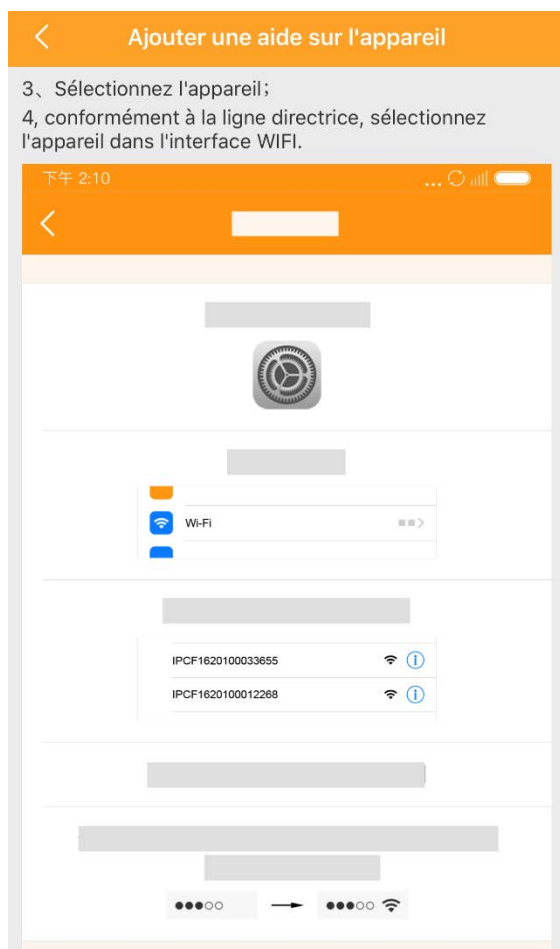 Ajouter une aide sur l'appareil
3、Sélectionnez l'appareil；
4, conformément à la ligne directrice, sélectionnez
l'appareil dans l'interface WIFI.
下午 2:10
Wi-Fi
IPCF1620100033655
IPCF1620100012268